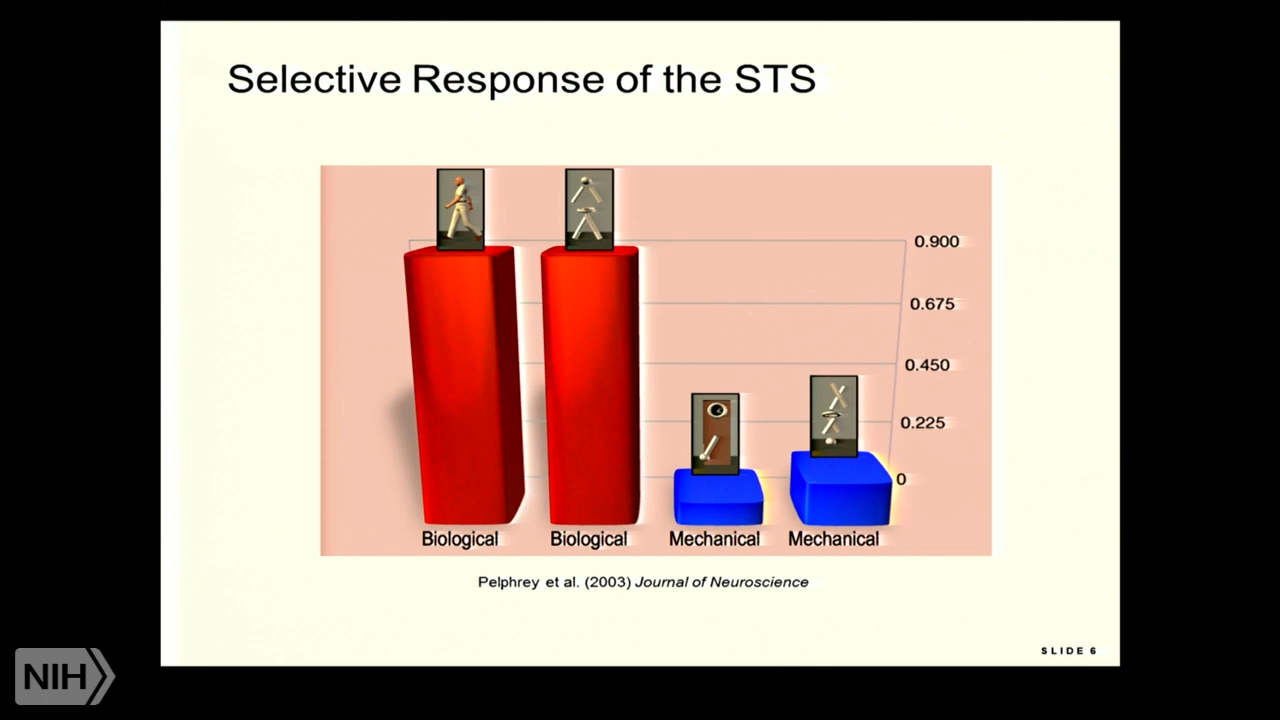 Selective Response of the STS
0.900
0.675
0.450
0.225
0
Biological Biological Mechanical Mechanical
Pelphrey et al. (2003) Journal of Neuroscience
SLIDE 6
NIH